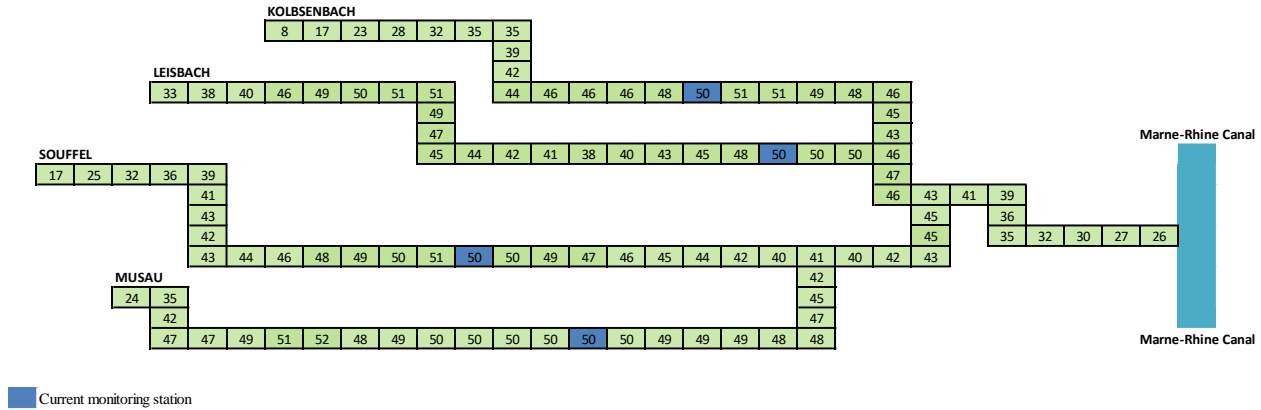 KOLBSENBACH
8 17 23 28 32 35 35
39
LEISBACH 42
33 38 40 46 49 50 51 51 44 46 46 46 48 50 51 51 49 48 46
49 45
47 43 Marne-Rhine Canal
SOUFFEL 45 44 42 41 38 40 43 45 48 50 50 50 46
17 25 32 36 39 47
41 46 43 41 39
43 45 36
42 45 35 32 30 27 26
43 44 46 48 49 50 51 50 50 49 47 46 45 44 42 40 41 40 42 43
MUSAU 42
24 35 45
42 47
47 47 49 51 52 48 49 50 50 50 50 50 50 49 49 49 48 48 Marne-Rhine Canal
Current monitoring station